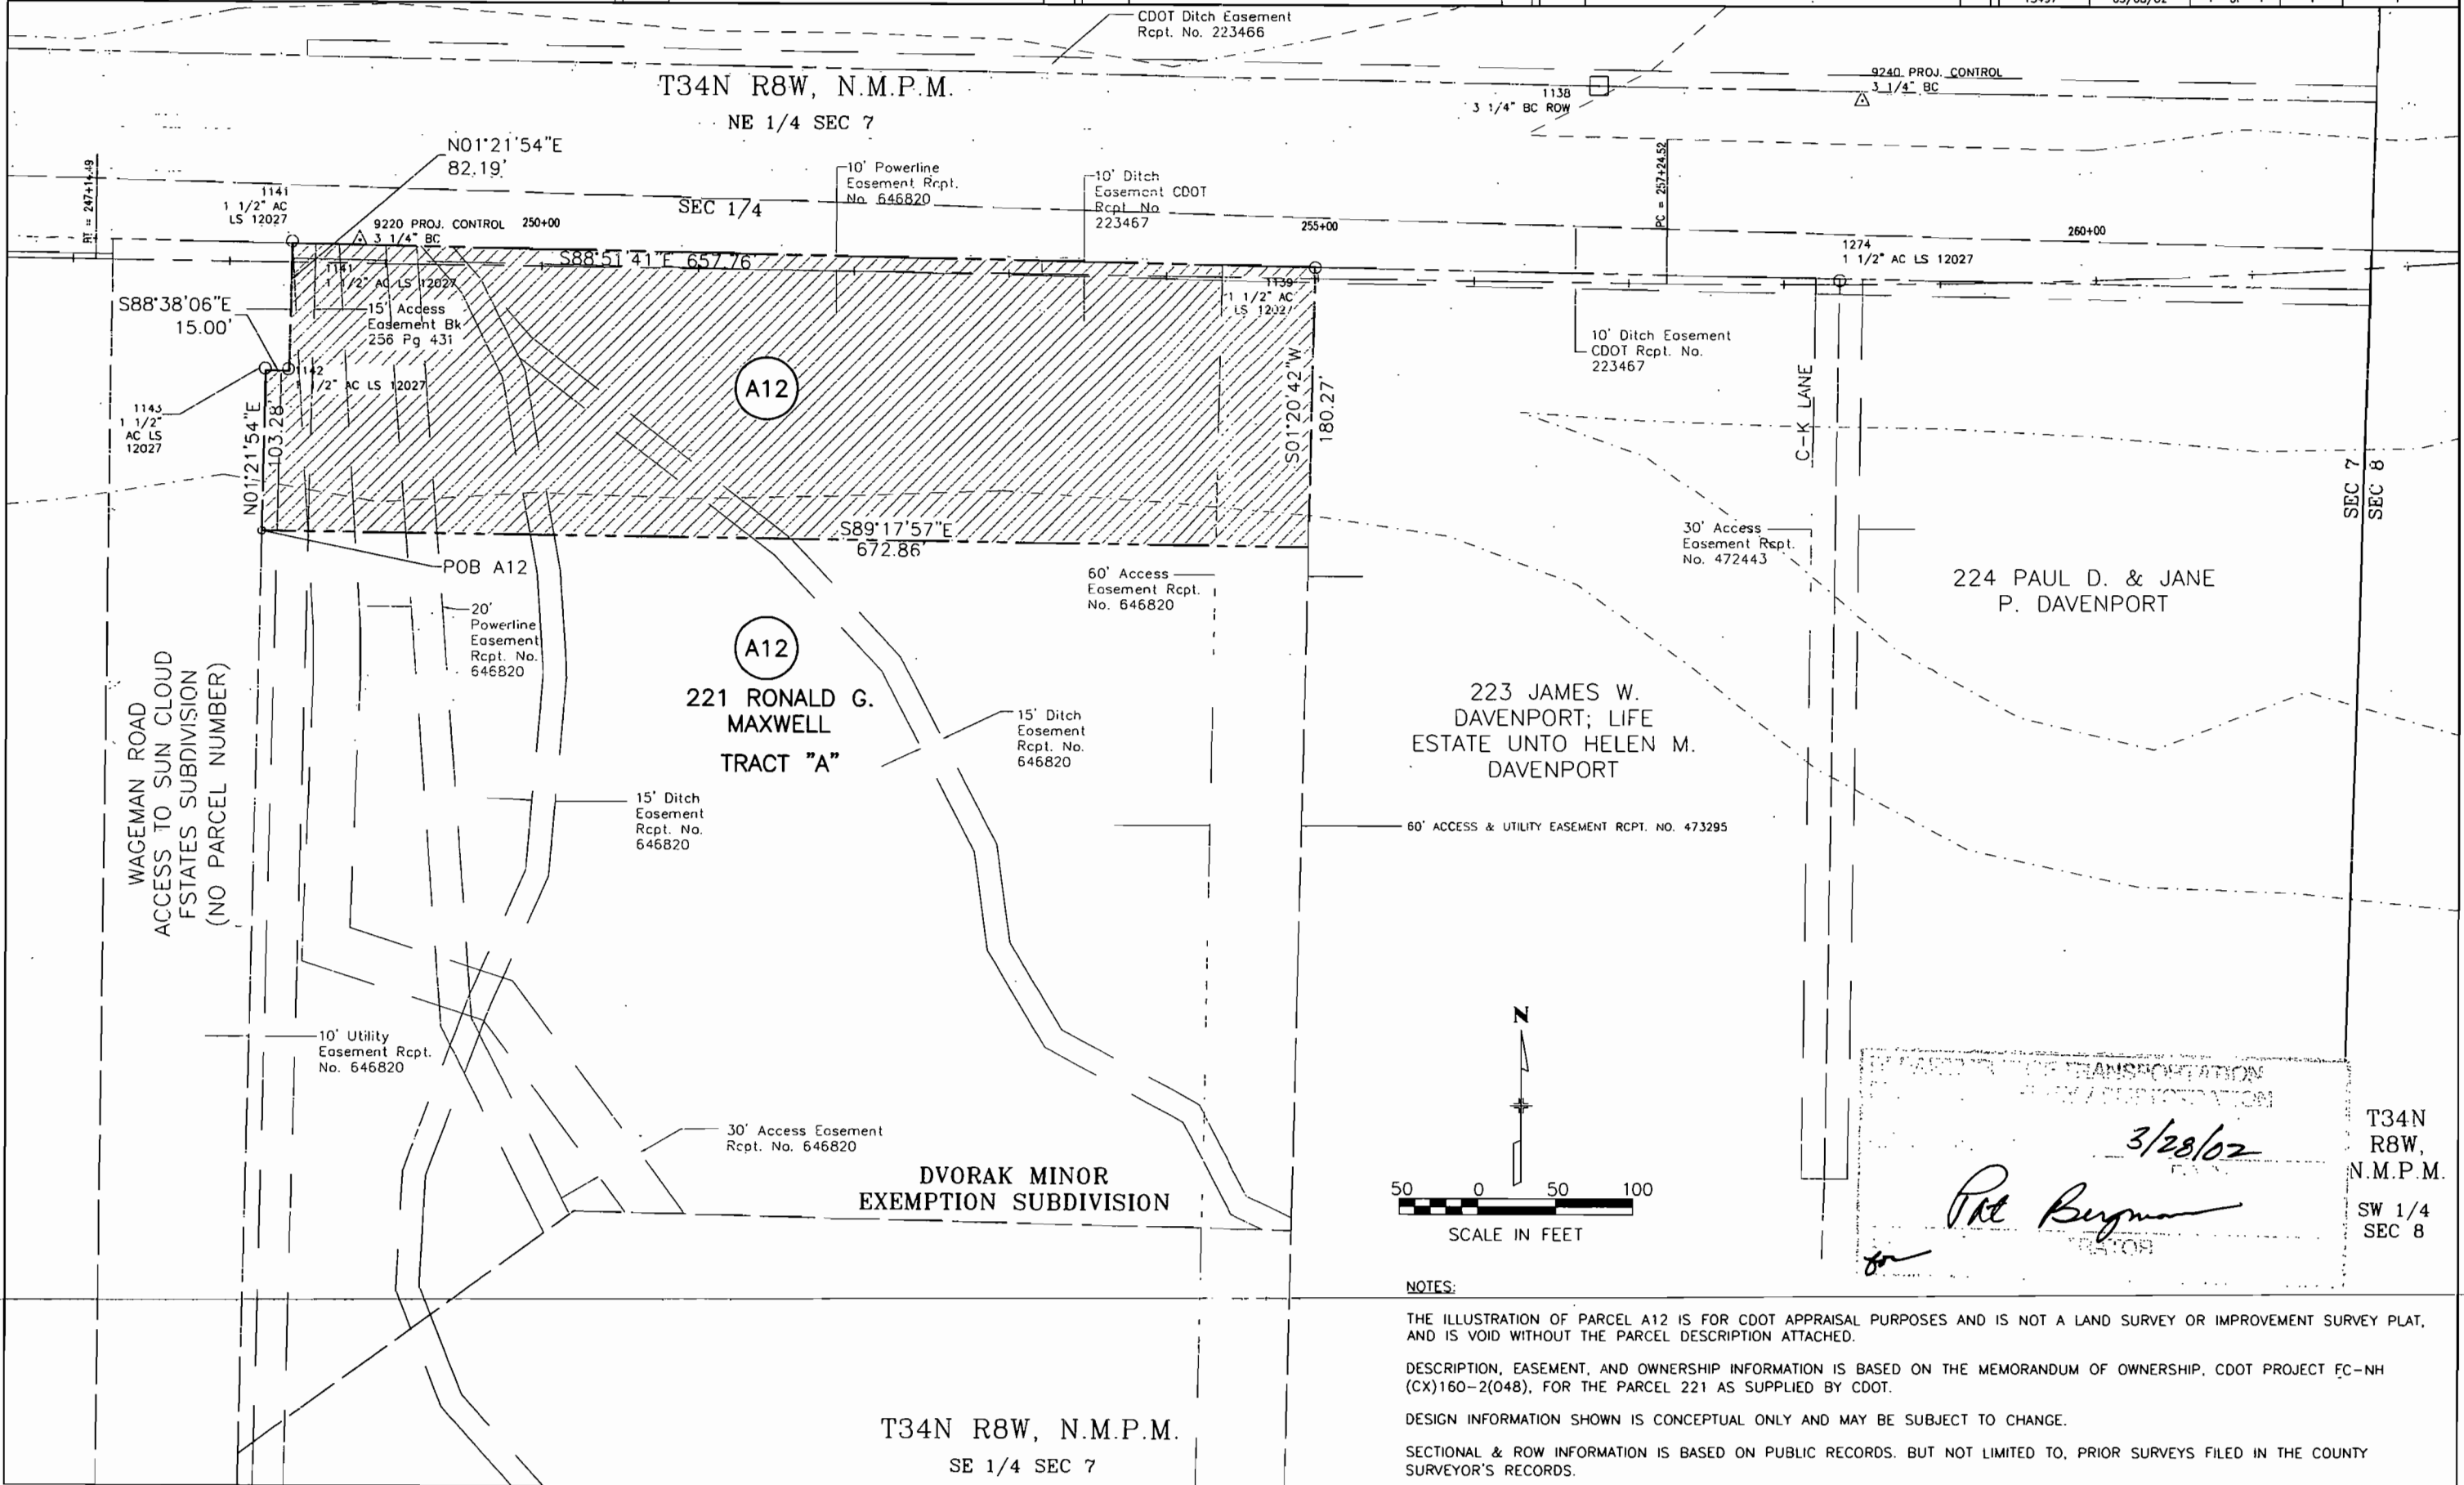 CDOT Ditch Easement
Rcpt. No. 223466
T34N R8W, N.M.P.M.
NE 1/4 SEC 7
1138
3 1/4" BC ROW
9240 PROJ. CONTROL
3 1/4" BC
N01°21'54"E
82.19'
10' Powerline
Easement Rcpt.
No. 646820
10' Ditch
Easement CDOT
Rcpt. No
223467
PC = 257+24.52
1141
1 1/2" AC
LS 12027
9220 PROJ. CONTROL
3 1/4" BC
250+00
SEC 1/4
255+00
260+00
1274
1 1/2" AC LS 12027
S88°51'41"E 657.76'
1141
1 1/2" AC LS 12027
1139
1 1/2" AC
LS 12027
S88°38'06"E
15.00'
15' Access
Easement Bk
256 Pg 431
10' Ditch Easement
CDOT Rcpt. No.
223467
A12
1142
1 1/2" AC LS 12027
1143
1 1/2"
AC LS
12027
N01°21'54"E
103.28'
S01°20'42"W
180.27'
C-K LANE
SEC 7
SEC 8
S89°17'57"E
672.86'
POB A12
30' Access
Easement Rcpt.
No. 472443
60' Access
Easement Rcpt.
No. 646820
224 PAUL D. & JANE
P. DAVENPORT
20'
Powerline
Easement
Rcpt. No.
646820
A12
221 RONALD G.
MAXWELL
TRACT "A"
WAGEMAN ROAD
ACCESS TO SUN CLOUD
ESTATES SUBDIVISION
(NO PARCEL NUMBER)
15' Ditch
Easement
Rcpt. No.
646820
223 JAMES W.
DAVENPORT; LIFE
ESTATE UNTO HELEN M.
DAVENPORT
15' Ditch
Easement
Rcpt. No.
646820
60' ACCESS & UTILITY EASEMENT RCPT. NO. 473295
10' Utility
Easement Rcpt.
No. 646820
30' Access Easement
Rcpt. No. 646820
DVORAK MINOR
EXEMPTION SUBDIVISION
N
50 0 50 100
SCALE IN FEET
TRANSPORTATION
3/28/02
Pat Bergman
for
T34N
R8W,
N.M.P.M.
SW 1/4
SEC 8
NOTES:
THE ILLUSTRATION OF PARCEL A12 IS FOR CDOT APPRAISAL PURPOSES AND IS NOT A LAND SURVEY OR IMPROVEMENT SURVEY PLAT,
AND IS VOID WITHOUT THE PARCEL DESCRIPTION ATTACHED.
DESCRIPTION, EASEMENT, AND OWNERSHIP INFORMATION IS BASED ON THE MEMORANDUM OF OWNERSHIP, CDOT PROJECT FC-NH
(CX)160-2(048), FOR THE PARCEL 221 AS SUPPLIED BY CDOT.
DESIGN INFORMATION SHOWN IS CONCEPTUAL ONLY AND MAY BE SUBJECT TO CHANGE.
SECTIONAL & ROW INFORMATION IS BASED ON PUBLIC RECORDS. BUT NOT LIMITED TO, PRIOR SURVEYS FILED IN THE COUNTY
SURVEYOR'S RECORDS.
T34N R8W, N.M.P.M.
SE 1/4 SEC 7